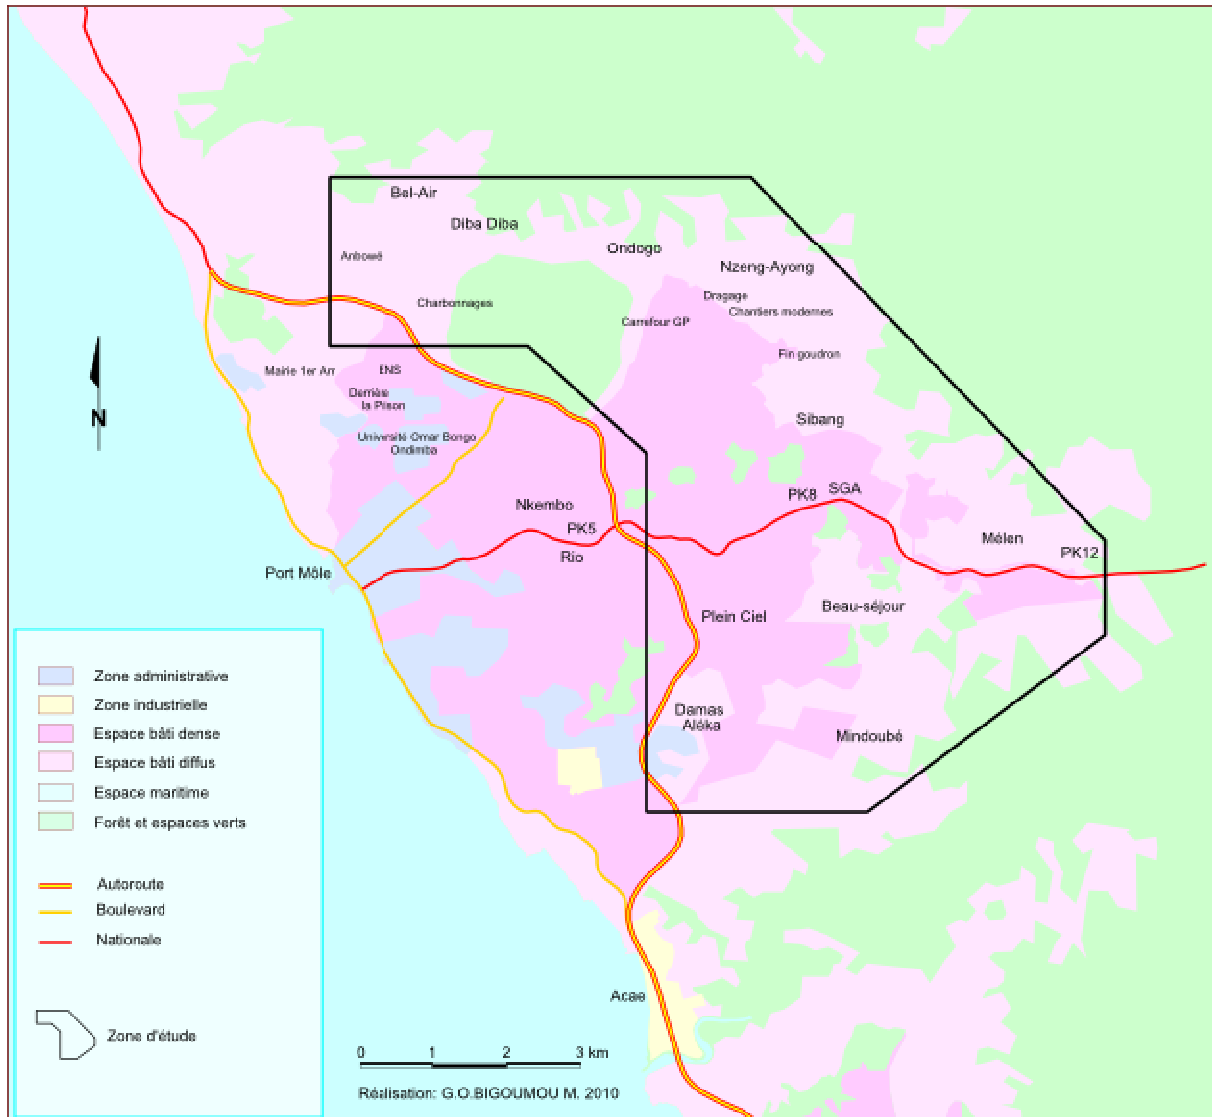 Bel-Air
Diba Diba
Ondogo
Anbowé
Nzeng-Ayong
Dragage
Charbonnages
Chantiers modernes
Carrefour GP
Fin goudron
Mairie 1er Arr
ENS
Derrière
la Pison
Sibang
N
Université Omar Bongo
Ondimba
PK8
SGA
Nkembo
PK5
Mélen
PK12
Rio
Port Môle
Beau-séjour
Plein Ciel
Damas
Aléka
Mindoubé
Zone administrative
Zone industrielle
Espace bâti dense
Espace bâti diffus
Espace maritime
Forêt et espaces verts
Autoroute
Boulevard
Nationale
Acae
Zone d'étude
0 1 2 3 km
Réalisation: G.O.BIGOUMOU M. 2010